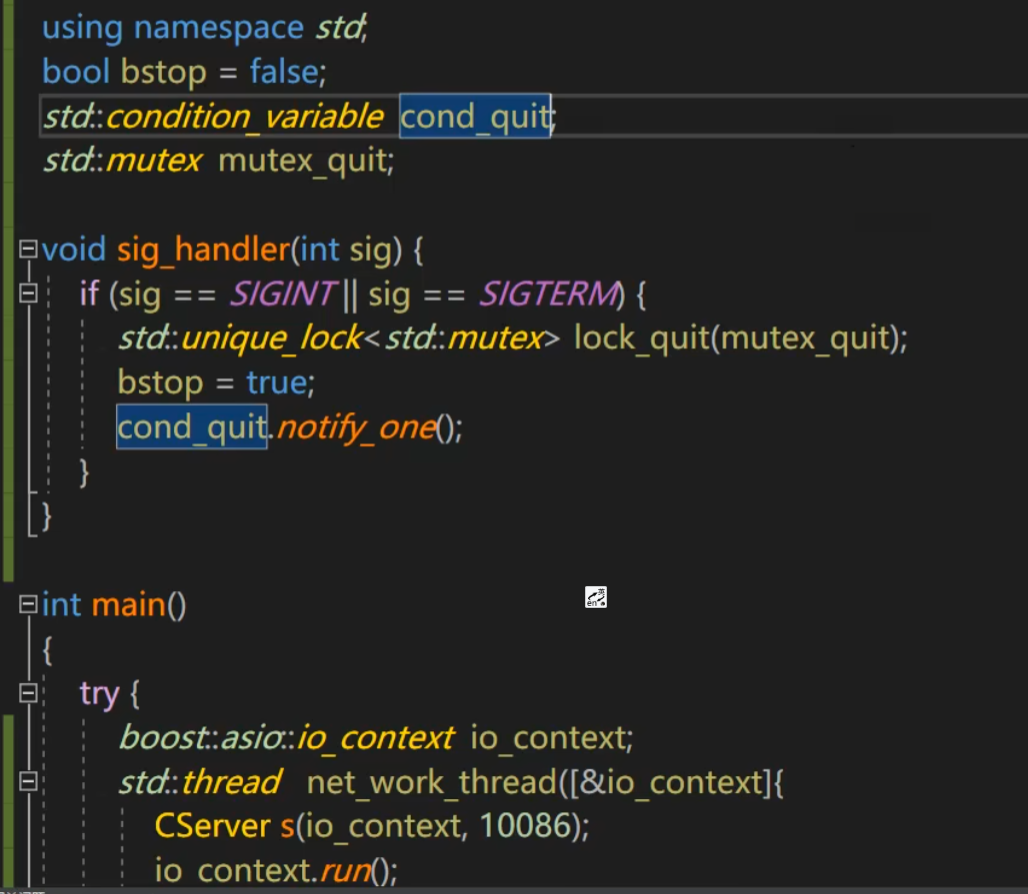 using namespace std;
bool bstop = false;
std::condition_variable cond_quit;
std::mutex mutex_quit;
void sig_handler(int sig) {
if (sig == SIGINT || sig == SIGTERM) {
std::unique_lock<std::mutex> lock_quit(mutex_quit);
bstop = true;
cond_quit.notify_one();
}
}
int main()
{
try {
boost::asio::io_context io_context;
std::thread net_work_thread([&io_context]{
CServer s(io_context, 10086);
io_context.run();